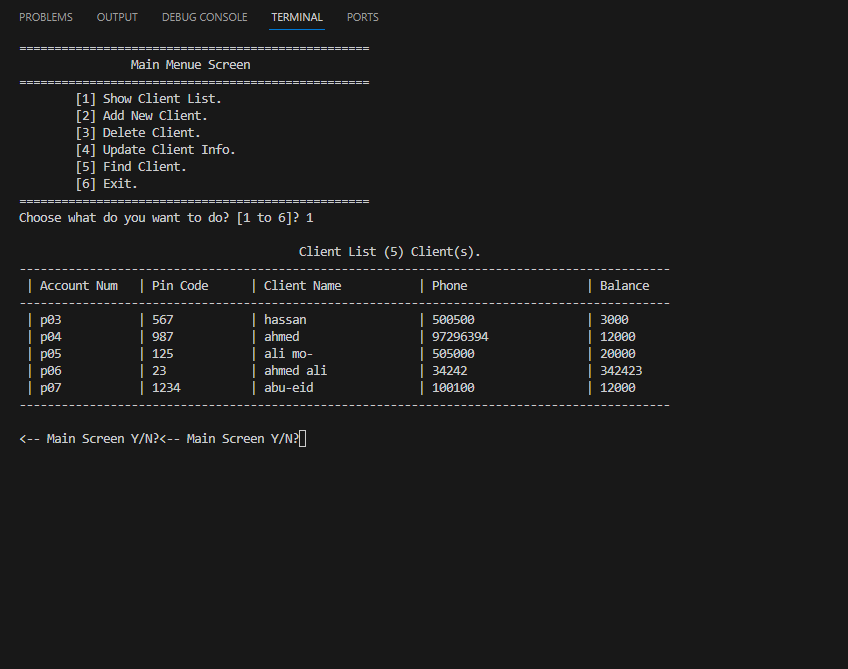 PROBLEMS OUTPUT DEBUG CONSOLE TERMINAL PORTS
==================================================
Main Menue Screen
==================================================
[1] Show Client List.
[2] Add New Client.
[3] Delete Client.
[4] Update Client Info.
[5] Find Client.
[6] Exit.
==================================================
Choose what do you want to do? [1 to 6]? 1
Client List (5) Client(s).
---------------------------------------------------------------------------------------------
| Account Num | Pin Code | Client Name | Phone | Balance
---------------------------------------------------------------------------------------------
| p03 | 567 | hassan | 500500 | 3000
| p04 | 987 | ahmed | 97296394 | 12000
| p05 | 125 | ali mo- | 505000 | 20000
| p06 | 23 | ahmed ali | 34242 | 342423
| p07 | 1234 | abu-eid | 100100 | 12000
---------------------------------------------------------------------------------------------
<-- Main Screen Y/N?<-- Main Screen Y/N?